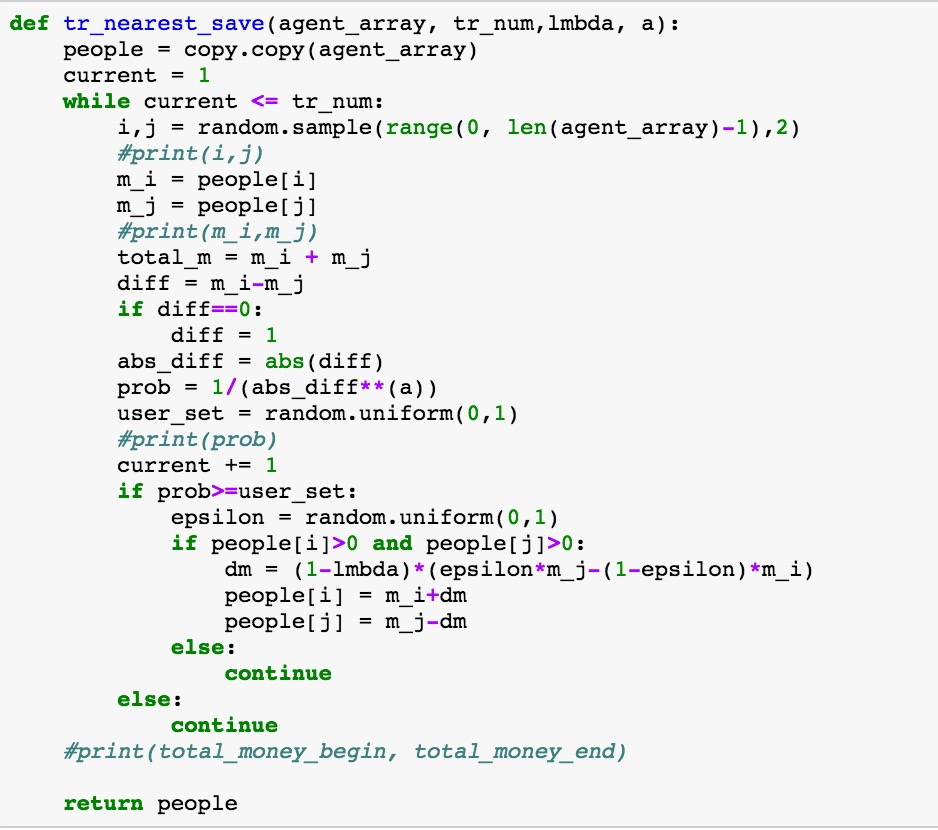 def tr_nearest_save(agent_array, tr_num,lmbda, a):
    people = copy.copy(agent_array)
    current = 1
    while current <= tr_num:
        i,j = random.sample(range(0, len(agent_array)-1),2)
        #print(i,j)
        m_i = people[i]
        m_j = people[j]
        #print(m_i,m_j)
        total_m = m_i + m_j
        diff = m_i-m_j
        if diff==0:
            diff = 1
        abs_diff = abs(diff)
        prob = 1/(abs_diff**(a))
        user_set = random.uniform(0,1)
        #print(prob)
        current += 1
        if prob>=user_set:
            epsilon = random.uniform(0,1)
            if people[i]>0 and people[j]>0:
                dm = (1-lmbda)*(epsilon*m_j-(1-epsilon)*m_i)
                people[i] = m_i+dm
                people[j] = m_j-dm
            else:
                continue
        else:
            continue
    #print(total_money_begin, total_money_end)

    return people